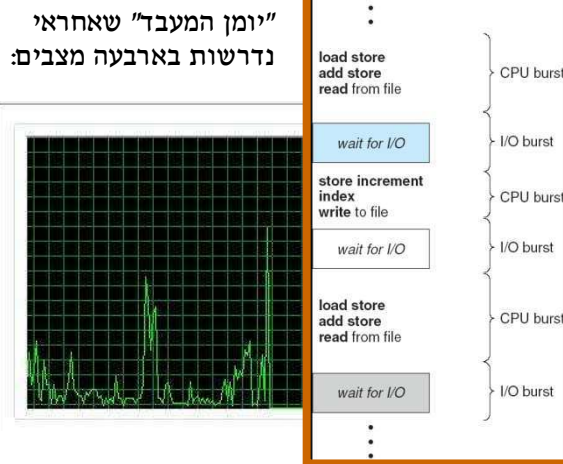 "יומן המעבד" שאחראי
נדרשות בארבעה מצבים:
load store
add store
read from file
CPU burst
wait for I/O
I/O burst
store increment
index
write to file
CPU burst
wait for I/O
I/O burst
load store
add store
read from file
CPU burst
wait for I/O
I/O burst